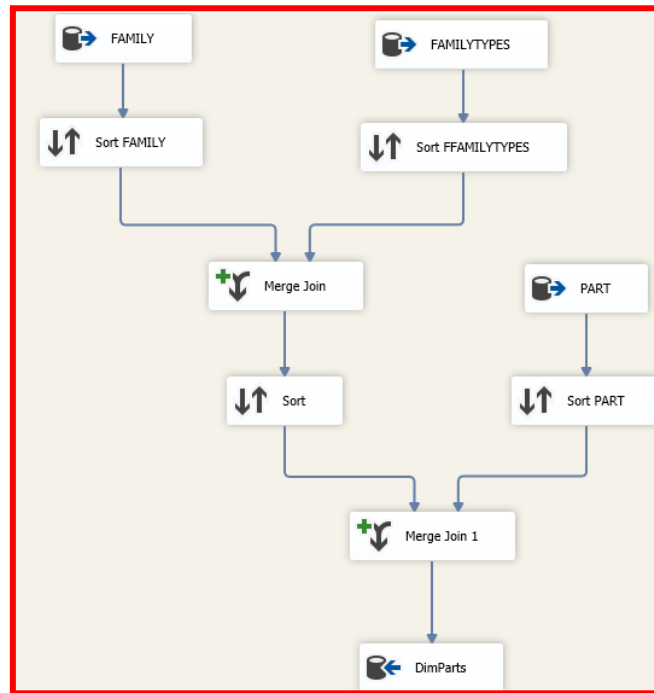 FAMILY
FAMILYTYPES
Sort FAMILY
Sort FFAMILYTYPES
Merge Join
PART
Sort
Sort PART
Merge Join 1
DimParts